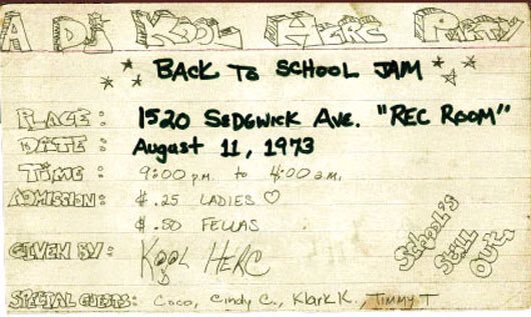 A DJ KOOL HERC PARTY
BACK TO SCHOOL JAM
PLACE: 1520 SEDGWICK AVE. "REC ROOM"
DATE: August 11, 1973
TIME: 9:00 p.m. to 4:00 a.m.
ADMISSION: $.25 LADIES ♡
$.50 FELLAS
GIVEN BY: KOOL HERC
SPECIAL GUESTS: Coco, Cindy C., Klark K., Timmy T
School's
Still
Out